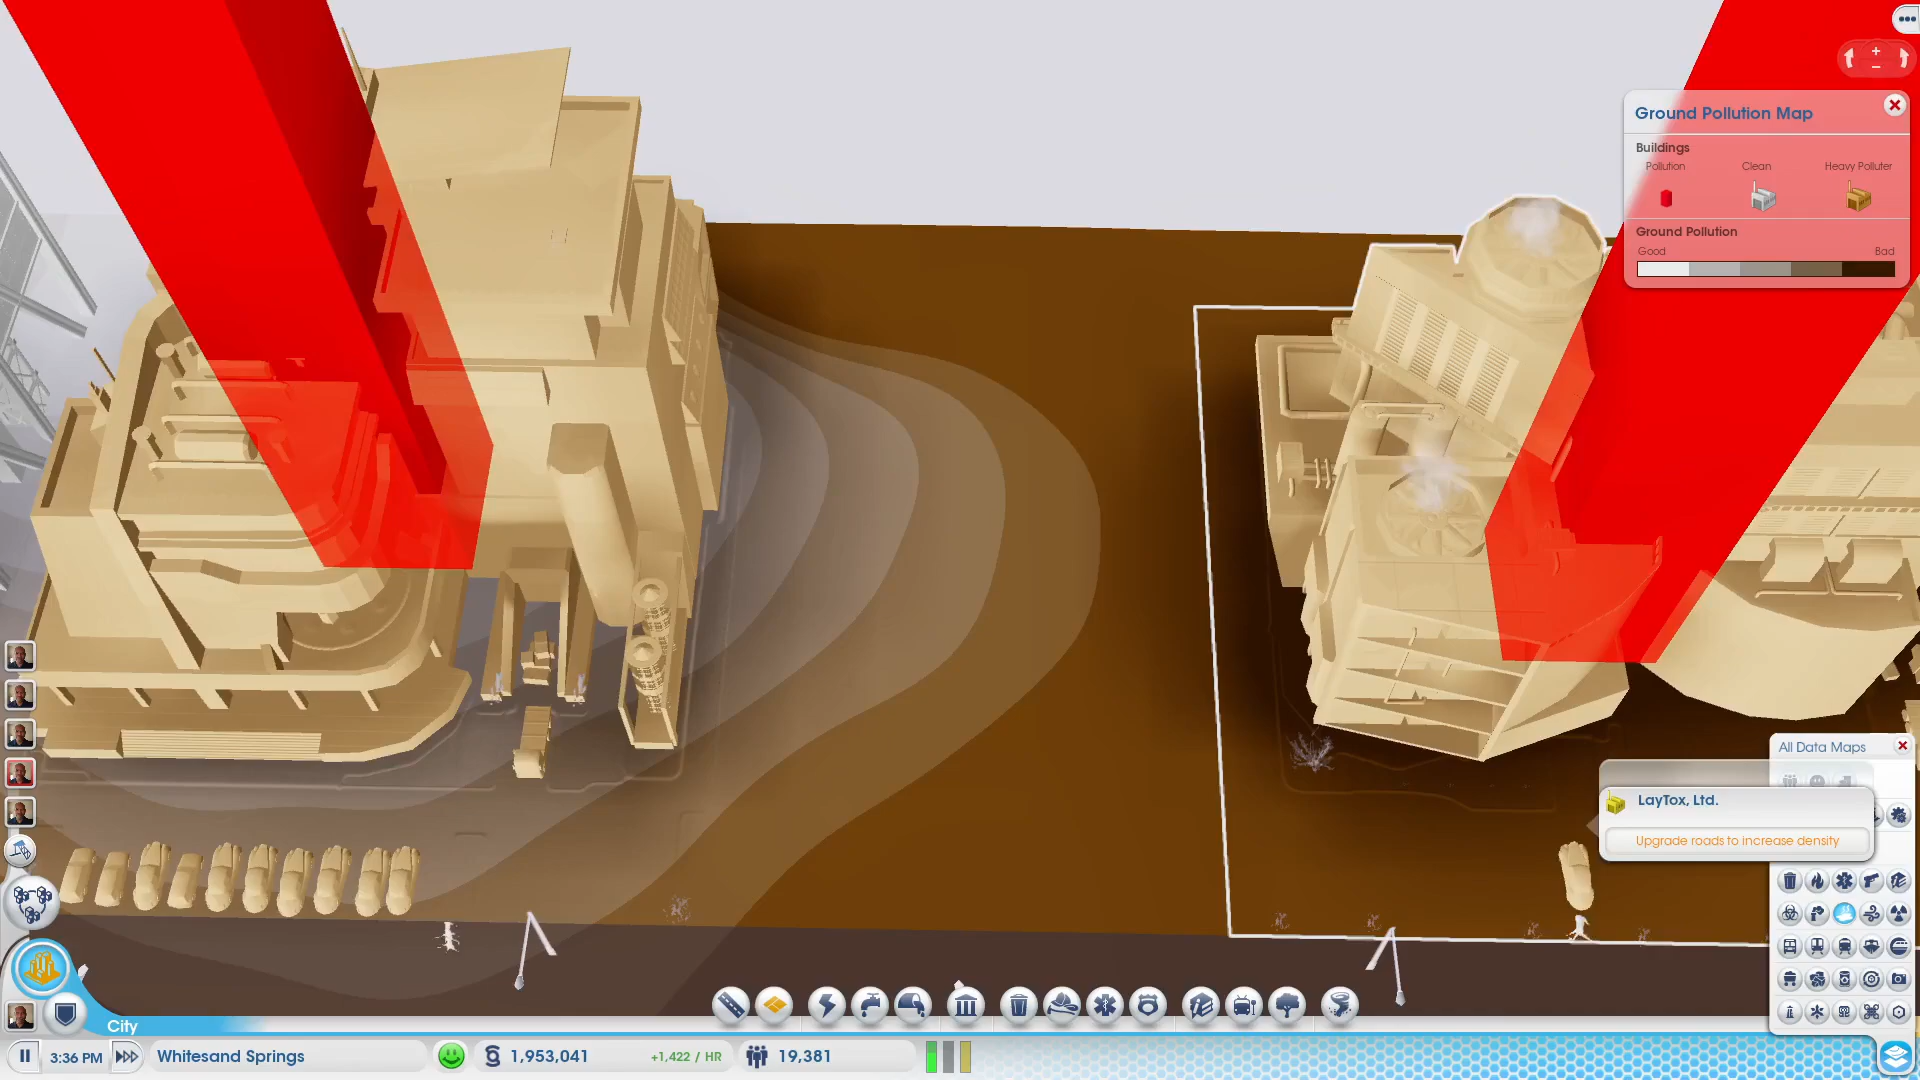 Ground Pollution Map
Buildings
Pollution Clean Heavy Polluter
Ground Pollution
Good Bad
All Data Maps
LayTox, Ltd.
Upgrade roads to increase density
City
3:36 PM Whitesand Springs 1,953,041 +1,422 / HR 19,381